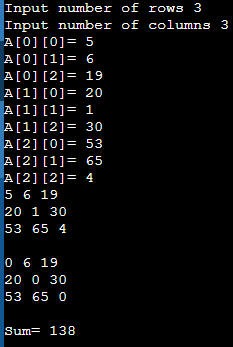 Input number of rows 3
Input number of columns 3
A[0][0]= 5
A[0][1]= 6
A[0][2]= 19
A[1][0]= 20
A[1][1]= 1
A[1][2]= 30
A[2][0]= 53
A[2][1]= 65
A[2][2]= 4
5 6 19
20 1 30
53 65 4
0 6 19
20 0 30
53 65 0
Sum= 138